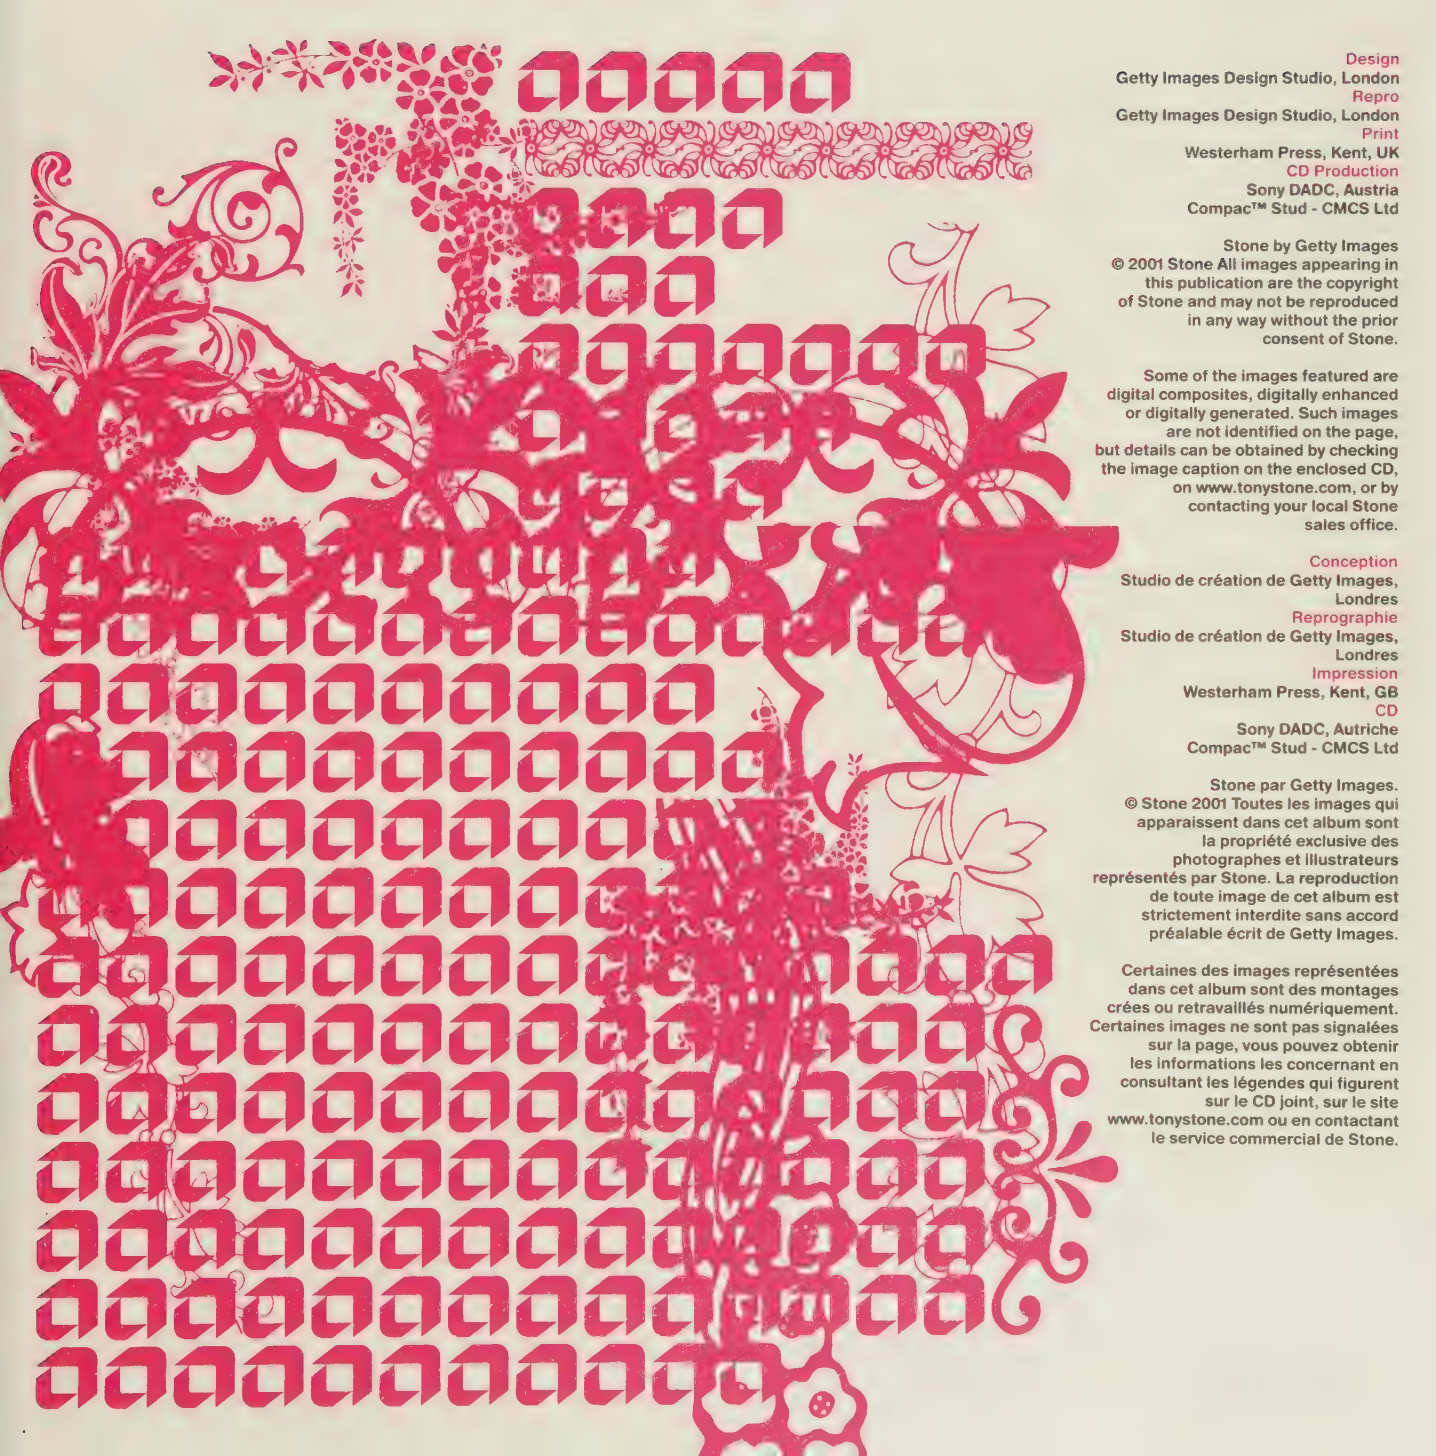 aaaaa
aaaa
aaa
aaaaaaa
aaaaaaaaaa
aaaaaaaaaaa
Design
Getty Images Design Studio, London
Repro
Getty Images Design Studio, London
Print
Westerham Press, Kent, UK
CD Production
Sony DADC, Austria
Compac™ Stud - CMCS Ltd
Stone by Getty Images
© 2001 Stone All images appearing in
this publication are the copyright
of Stone and may not be reproduced
in any way without the prior
consent of Stone.
Some of the images featured are
digital composites, digitally enhanced
or digitally generated. Such images
are not identified on the page,
but details can be obtained by checking
the image caption on the enclosed CD,
on www.tonystone.com, or by
contacting your local Stone
sales office.
Conception
Studio de création de Getty Images,
Londres
Reprographie
Studio de création de Getty Images,
Londres
Impression
Westerham Press, Kent, GB
CD
Sony DADC, Autriche
Compac™ Stud - CMCS Ltd
Stone par Getty Images.
© Stone 2001 Toutes les images qui
apparaissent dans cet album sont
la propriété exclusive des
photographes et illustrateurs
représentés par Stone. La reproduction
de toute image de cet album est
strictement interdite sans accord
préalable écrit de Getty Images.
Certaines des images représentées
dans cet album sont des montages
crées ou retravaillés numériquement.
Certaines images ne sont pas signalées
sur la page, vous pouvez obtenir
les informations les concernant en
consultant les légendes qui figurent
sur le CD joint, sur le site
www.tonystone.com ou en contactant
le service commercial de Stone.